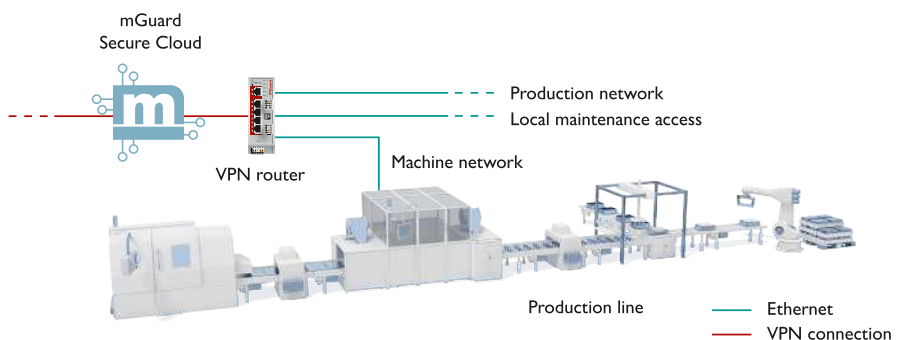 mGuard
Secure Cloud
m
Production network
Local maintenance access
VPN router
Machine network
Production line
Ethernet
VPN connection